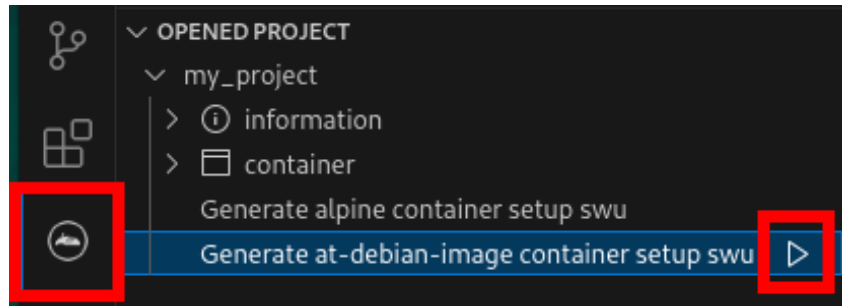 OPENED PROJECT
my_project
information
container
Generate alpine container setup swu
Generate at-debian-image container setup swu